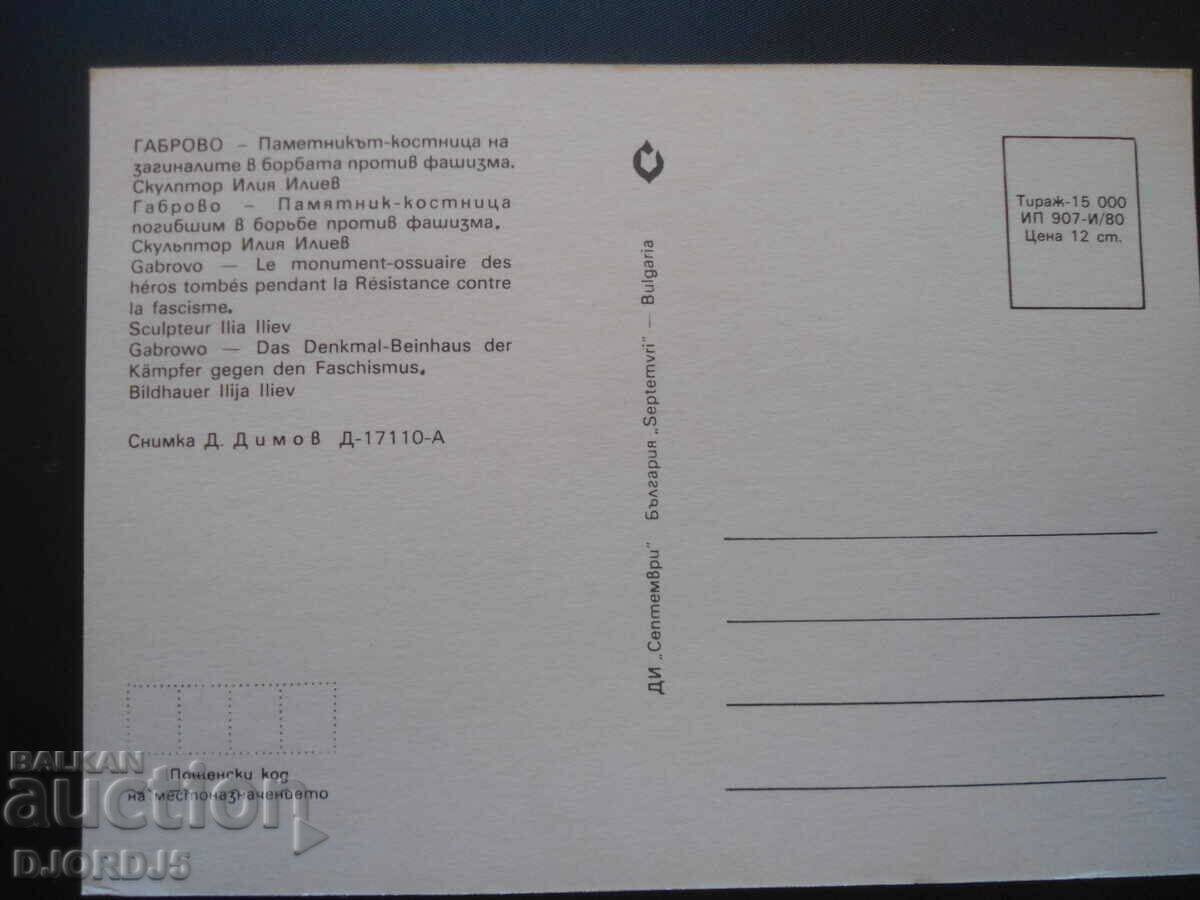 ГАБРОВО – Паметникът-костница на
загиналите в борбата против фашизма.
Скулптор Илия Илиев
Габрово – Памятник-костница
погибшим в борьбе против фашизма.
Скульптор Илия Илиев
Gabrovo — Le monument-ossuaire des
héros tombés pendant la Résistance contre
la fascisme.
Sculpteur Ilia Iliev
Gabrowo — Das Denkmal-Beinhaus der
Kämpfer gegen den Faschismus.
Bildhauer Ilija Iliev
Снимка Д. Димов Д-17110-А
Пощенски код
на местоназначението
ДИ „Септември" България „Septemvri" — Bulgaria
Тираж-15 000
ИП 907-И/80
Цена 12 ст.
BALKAN
auction
DJORDJ5